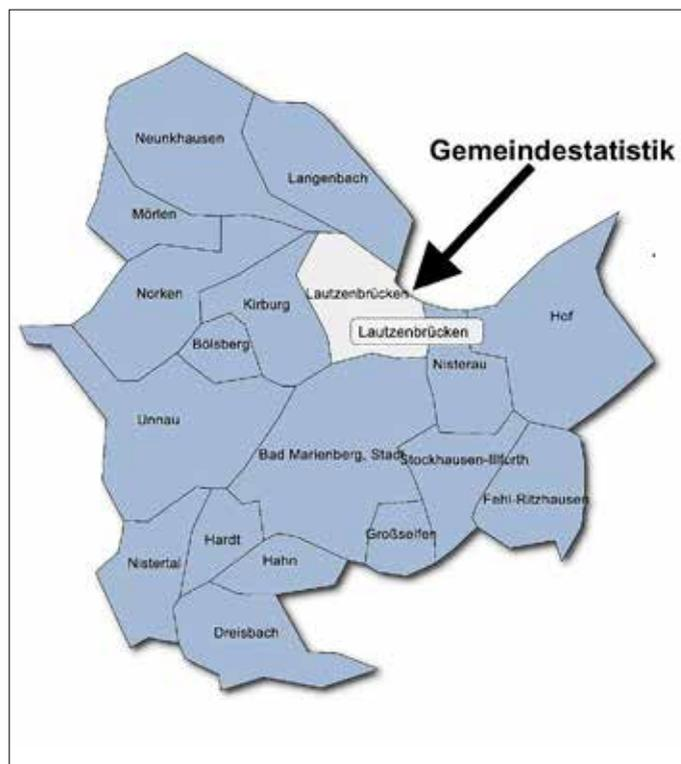 Neunkhausen
Gemeindestatistik
Langenbach
Mörlen
Norken
Lautzenbrücken
Kirburg
Hof
Lautzenbrücken
Bölsberg
Nisterau
Unnau
Bad Marienberg, Stadt
Stockhausen-Illfurth
Fehl-Ritzhausen
Großseifen
Hardt
Nistertal
Hahn
Dreisbach